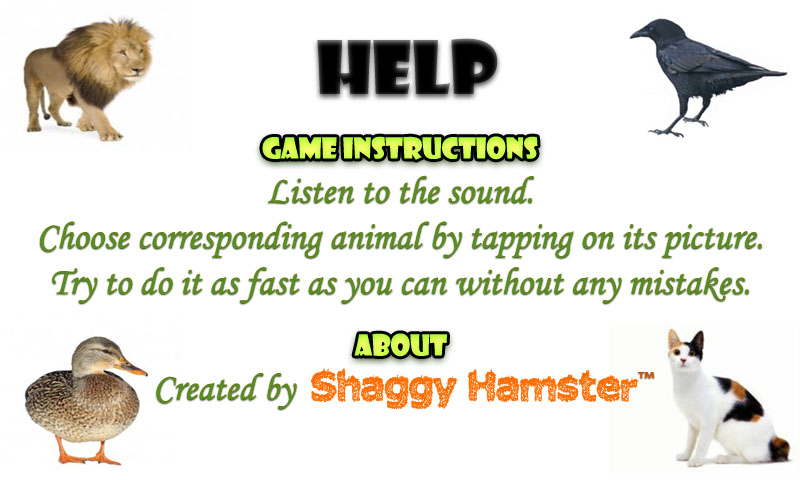 HELP
GAME INSTRUCTIONS
Listen to the sound.
Choose corresponding animal by tapping on its picture.
Try to do it as fast as you can without any mistakes.
ABOUT
Created by Shaggy Hamster™